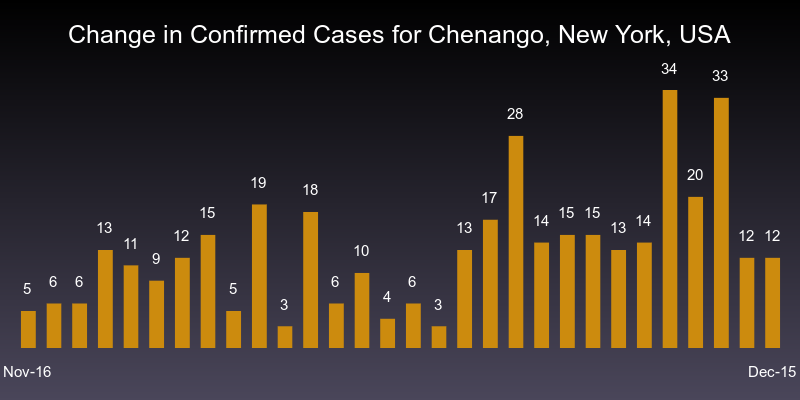 Change in Confirmed Cases for Chenango, New York, USA
5 6 6 13 11 9 12 15 5 19 3 18 6 10 4 6 3 13 17 28 14 15 15 13 14 34 20 33 12 12
Nov-16 Dec-15